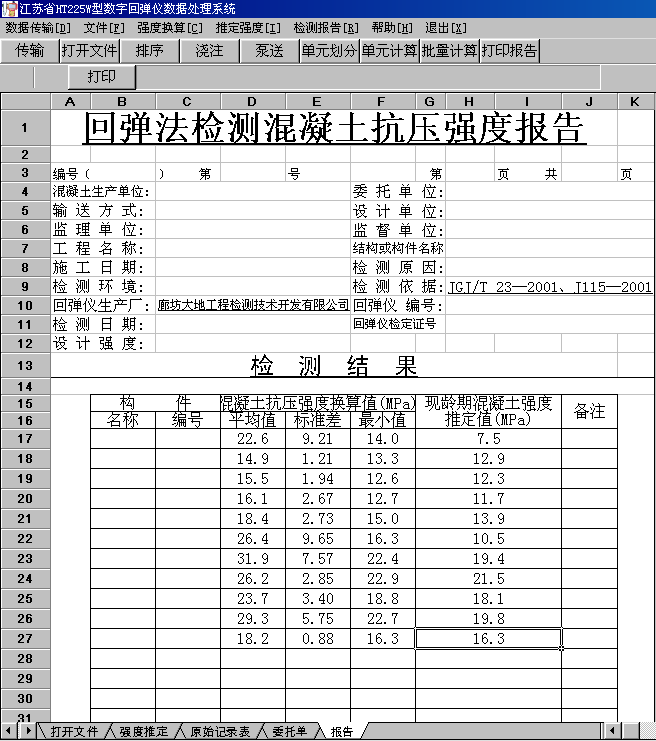 江苏省HT225W型数字回弹仪数据处理系统
数据传输[D] 文件[F] 强度换算[C] 推定强度[I] 检测报告[R] 帮助[H] 退出[X]
传输 打开文件 排序 浇注 泵送 单元划分 单元计算 批量计算 打印报告
打印
A B C D E F G H I J K
1 回弹法检测混凝土抗压强度报告
2
3 编号( ) 第 号 第 页 共 页
4 混凝土生产单位: 委托单位:
5 输送方式: 设计单位:
6 监理单位: 监督单位:
7 工程名称: 结构或构件名称
8 施工日期: 检测原因:
9 检测环境: 检测依据: JGJ/T 23—2001、J115—2001
10 回弹仪生产厂: 廊坊大地工程检测技术开发有限公司 回弹仪编号:
11 检测日期: 回弹仪检定证号
12 设计强度:
13 检测结果
14
15 构件 混凝土抗压强度换算值(MPa) 现龄期混凝土强度 备注
16 名称 编号 平均值 标准差 最小值 推定值(MPa)
17 22.6 9.21 14.0 7.5
18 14.9 1.21 13.3 12.9
19 15.5 1.94 12.6 12.3
20 16.1 2.67 12.7 11.7
21 18.4 2.73 15.0 13.9
22 26.4 9.65 16.3 10.5
23 31.9 7.57 22.4 19.4
24 26.2 2.85 22.9 21.5
25 23.7 3.40 18.8 18.1
26 29.3 5.75 22.7 19.8
27 18.2 0.88 16.3 16.3
28
29
30
31
打开文件 强度推定 原始记录表 委托单 报告